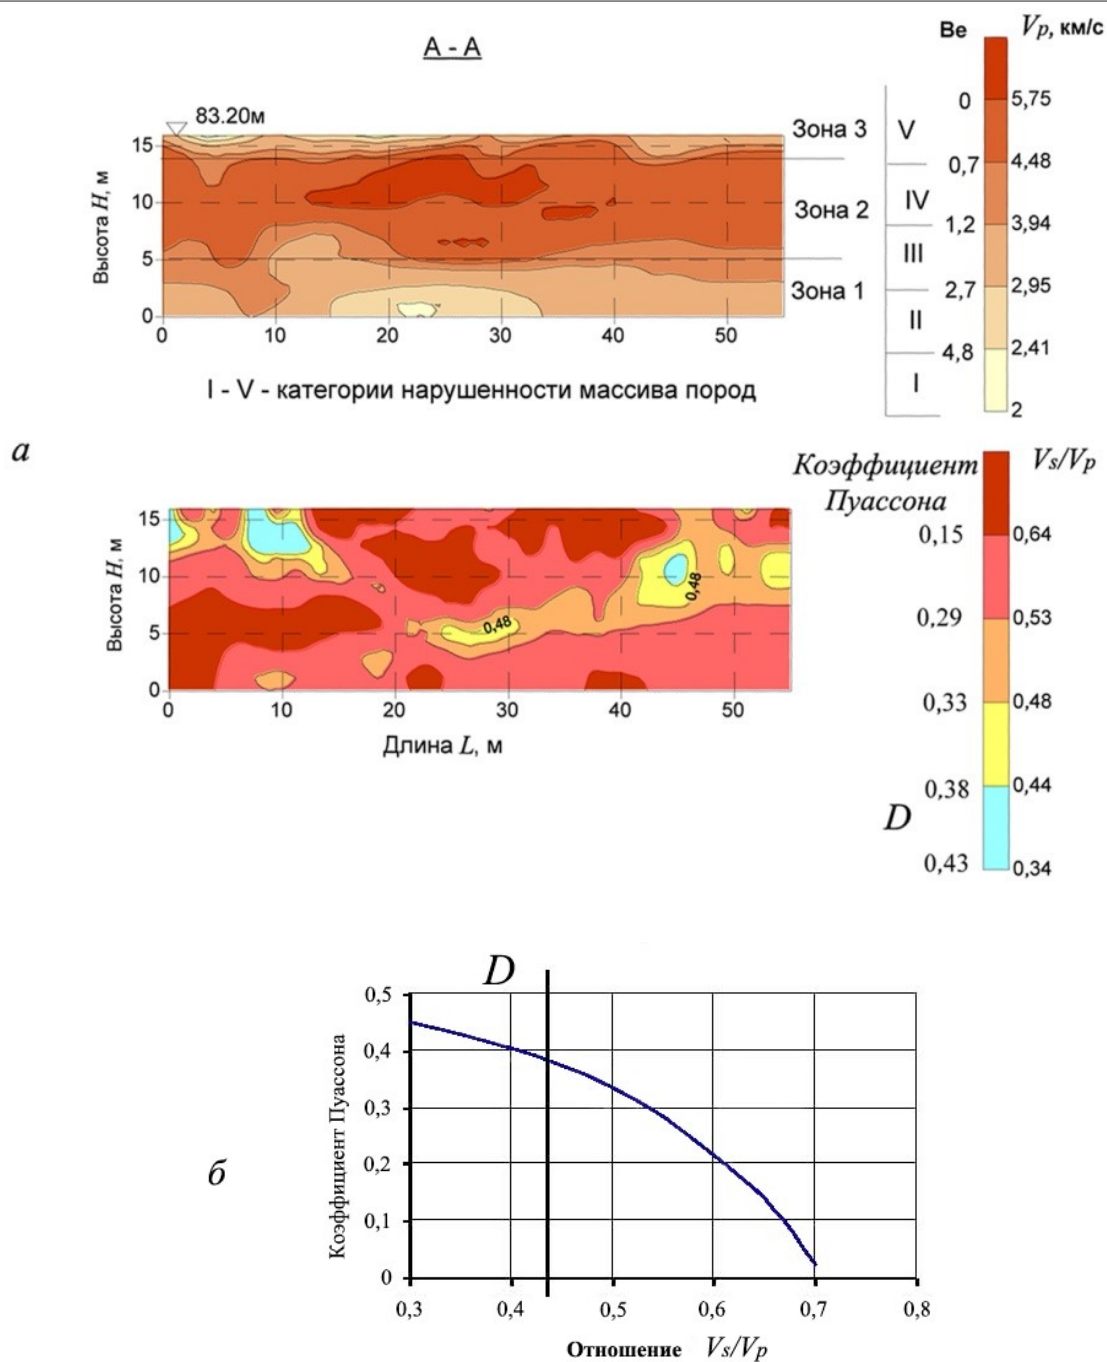 А - А
Ве
Vp, км/с
83.20м
15
10
5
0
Высота H, м
0
10
20
30
40
50
Зона 3
Зона 2
Зона 1
V
IV
III
II
I
0
0,7
1,2
2,7
4,8
5,75
4,48
3,94
2,95
2,41
2
I - V - категории нарушенности массива пород
а
15
10
5
0
Высота H, м
0,48
0,48
0
10
20
30
40
50
Длина L, м
Коэффициент
Пуассона
Vs/Vp
0,15
0,29
0,33
0,38
D
0,43
0,64
0,53
0,48
0,44
0,34
D
0,5
0,4
0,3
0,2
0,1
0
Коэффициент Пуассона
б
0,3
0,4
0,5
0,6
0,7
0,8
Отношение Vs/Vp